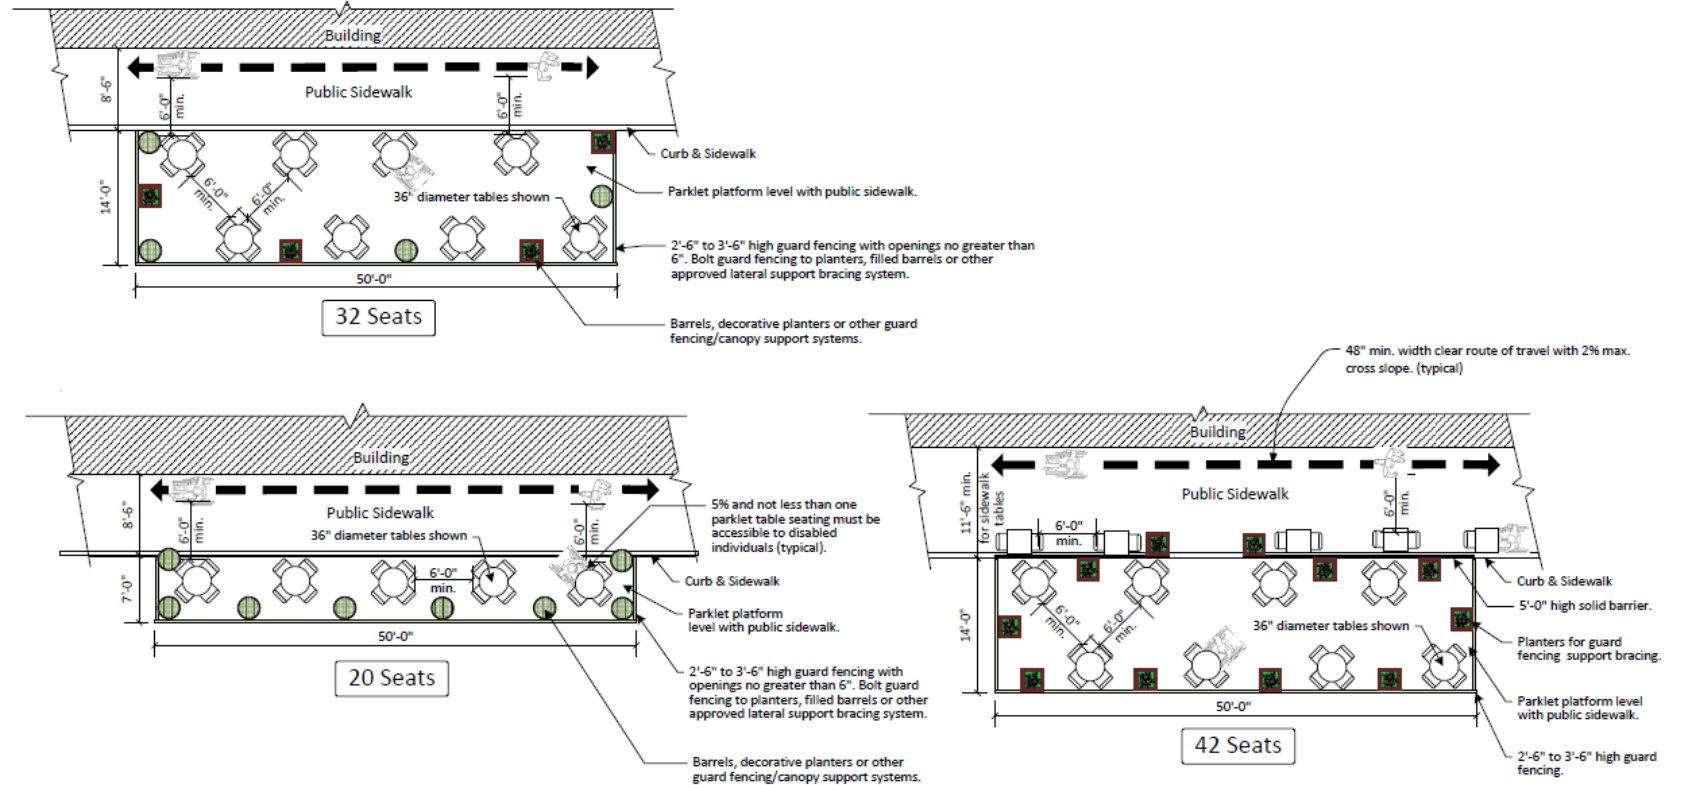 Building
Public Sidewalk
8'-6"
6'-0"
min.
6'-0"
min.
14'-0"
6'-0"
min.
6'-0"
min.
36" diameter tables shown
Curb & Sidewalk
Parklet platform level with public sidewalk.
2'-6" to 3'-6" high guard fencing with openings no greater than
6". Bolt guard fencing to planters, filled barrels or other
approved lateral support bracing system.
50'-0"
32 Seats
Barrels, decorative planters or other guard
fencing/canopy support systems.
Building
Public Sidewalk
8'-6"
6'-0"
min.
6'-0"
min.
36" diameter tables shown
7'-0"
6'-0"
min.
5% and not less than one
parklet table seating must be
accessible to disabled
individuals (typical).
Curb & Sidewalk
Parklet platform
level with public sidewalk.
50'-0"
20 Seats
2'-6" to 3'-6" high guard fencing with
openings no greater than 6". Bolt guard
fencing to planters, filled barrels or other
approved lateral support bracing system.
Barrels, decorative planters or other
guard fencing/canopy support systems.
48" min. width clear route of travel with 2% max.
cross slope. (typical)
Building
Public Sidewalk
11'-6" min.
for sidewalk
tables
6'-0"
min.
6'-0"
min.
14'-0"
6'-0"
min.
6'-0"
min.
36" diameter tables shown
Curb & Sidewalk
5'-0" high solid barrier.
Planters for guard
fencing support bracing.
Parklet platform level
with public sidewalk.
50'-0"
42 Seats
2'-6" to 3'-6" high guard
fencing.